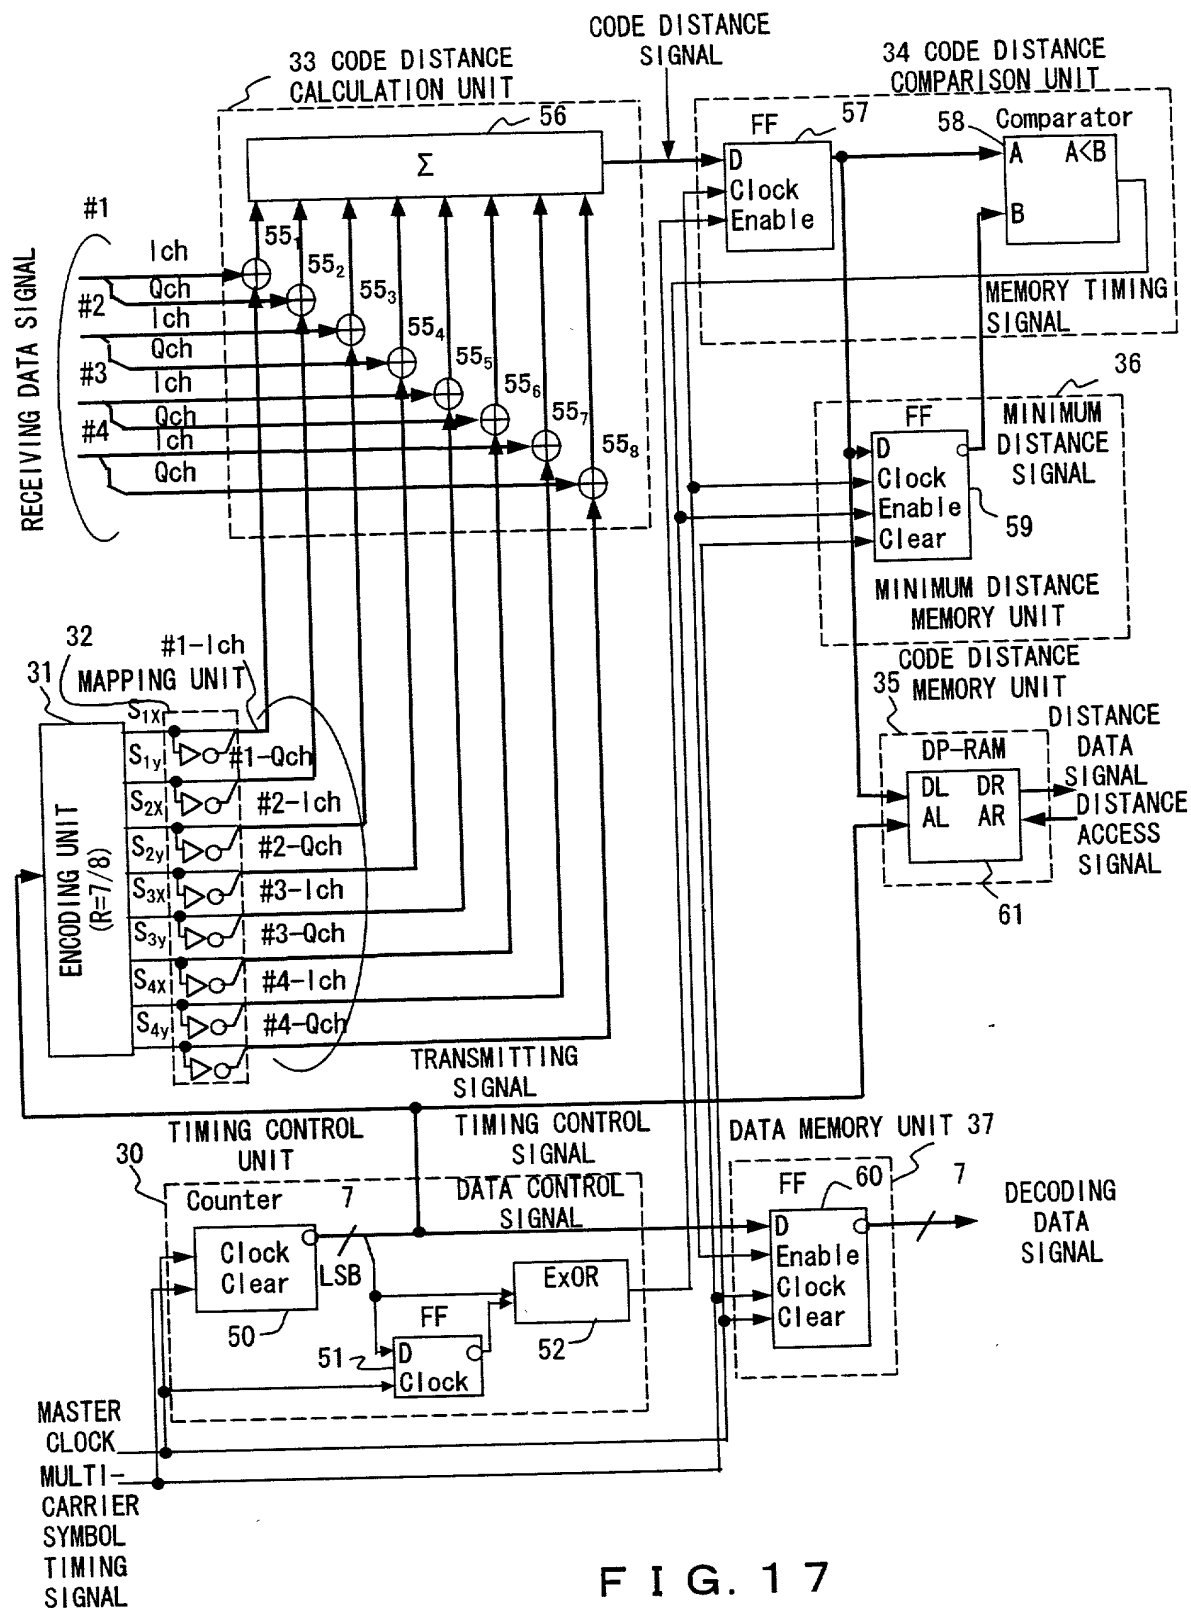 CODE DISTANCE
SIGNAL
33 CODE DISTANCE
CALCULATION UNIT
34 CODE DISTANCE
COMPARISON UNIT
56
Σ
FF
57
D
Clock
Enable
58
Comparator
A A<B
B
MEMORY TIMING
SIGNAL
RECEIVING DATA SIGNAL
#1
Ich
Qch
#2
Ich
Qch
#3
Ich
Qch
#4
Ich
Qch
55₁
55₂
55₃
55₄
55₅
55₆
55₇
55₈
36
FF
D
Clock
Enable
Clear
MINIMUM
DISTANCE
SIGNAL
59
MINIMUM DISTANCE
MEMORY UNIT
CODE DISTANCE
MEMORY UNIT
35
DP-RAM
DL DR
AL AR
61
DISTANCE
DATA
SIGNAL
DISTANCE
ACCESS
SIGNAL
32
MAPPING UNIT
31
ENCODING UNIT
(R=7/8)
S1X
S1y
S2X
S2y
S3X
S3y
S4X
S4y
#1-Ich
#1-Qch
#2-Ich
#2-Qch
#3-Ich
#3-Qch
#4-Ich
#4-Qch
TRANSMITTING
SIGNAL
TIMING CONTROL
UNIT
30
TIMING CONTROL
SIGNAL
Counter
7
Clock
Clear
50
LSB
DATA CONTROL
SIGNAL
ExOR
52
FF
51
D
Clock
DATA MEMORY UNIT 37
FF
60
D
Enable
Clock
Clear
7
DECODING
DATA
SIGNAL
MASTER
CLOCK
MULTI-
CARRIER
SYMBOL
TIMING
SIGNAL
FIG. 17